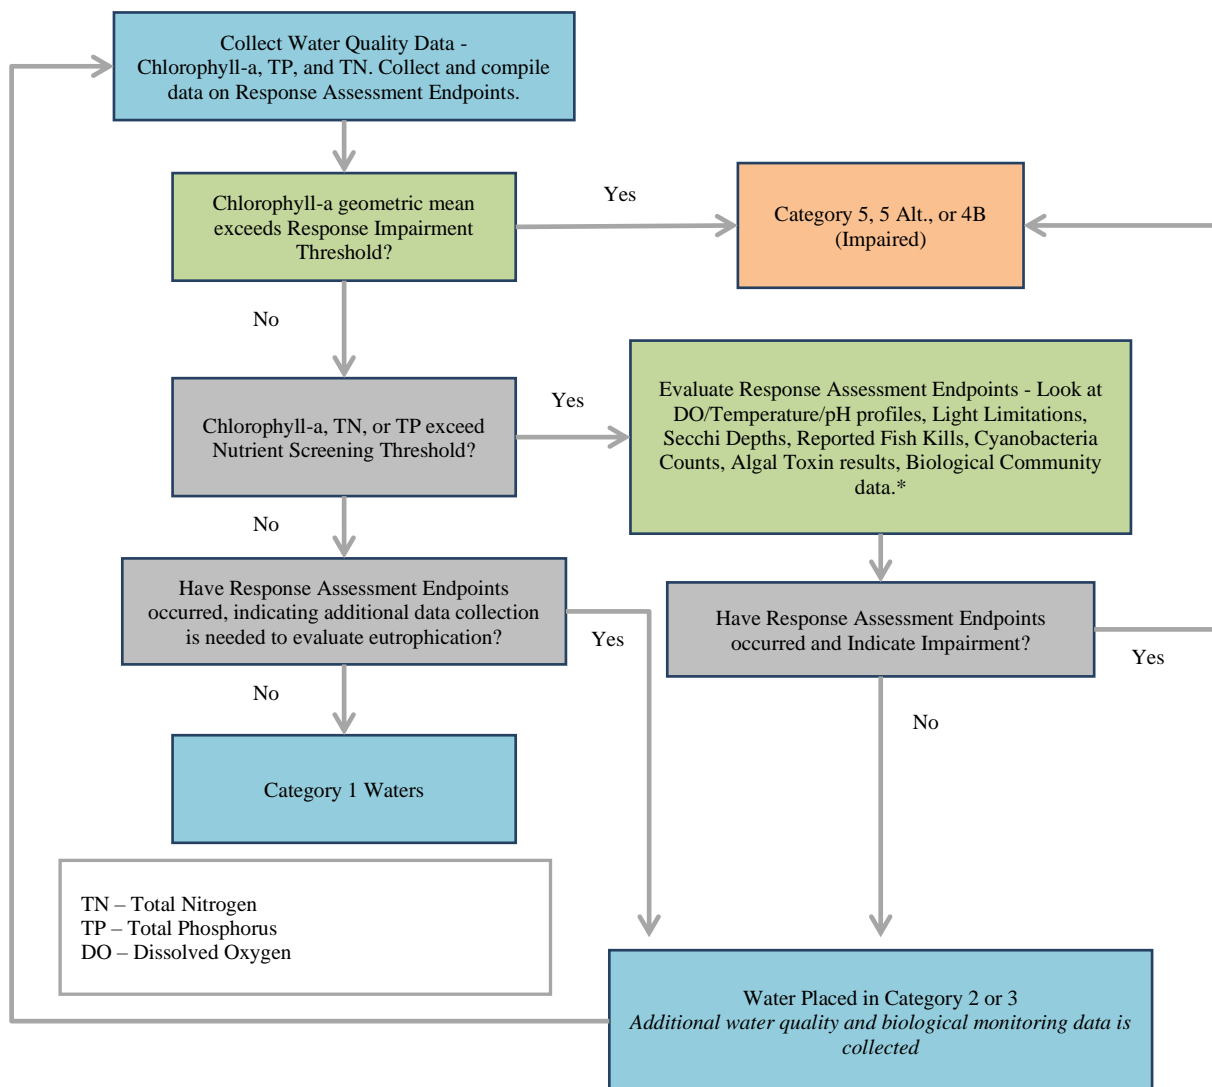 Collect Water Quality Data -
Chlorophyll-a, TP, and TN. Collect and compile
data on Response Assessment Endpoints.
Chlorophyll-a geometric mean
exceeds Response Impairment
Threshold?
Yes
Category 5, 5 Alt., or 4B
(Impaired)
No
Chlorophyll-a, TN, or TP exceed
Nutrient Screening Threshold?
Yes
Evaluate Response Assessment Endpoints - Look at
DO/Temperature/pH profiles, Light Limitations,
Secchi Depths, Reported Fish Kills, Cyanobacteria
Counts, Algal Toxin results, Biological Community
data.*
No
Have Response Assessment Endpoints
occurred, indicating additional data collection
is needed to evaluate eutrophication?
Yes
Have Response Assessment Endpoints
occurred and Indicate Impairment?
Yes
No
No
Category 1 Waters
TN – Total Nitrogen
TP – Total Phosphorus
DO – Dissolved Oxygen
Water Placed in Category 2 or 3
Additional water quality and biological monitoring data is
collected